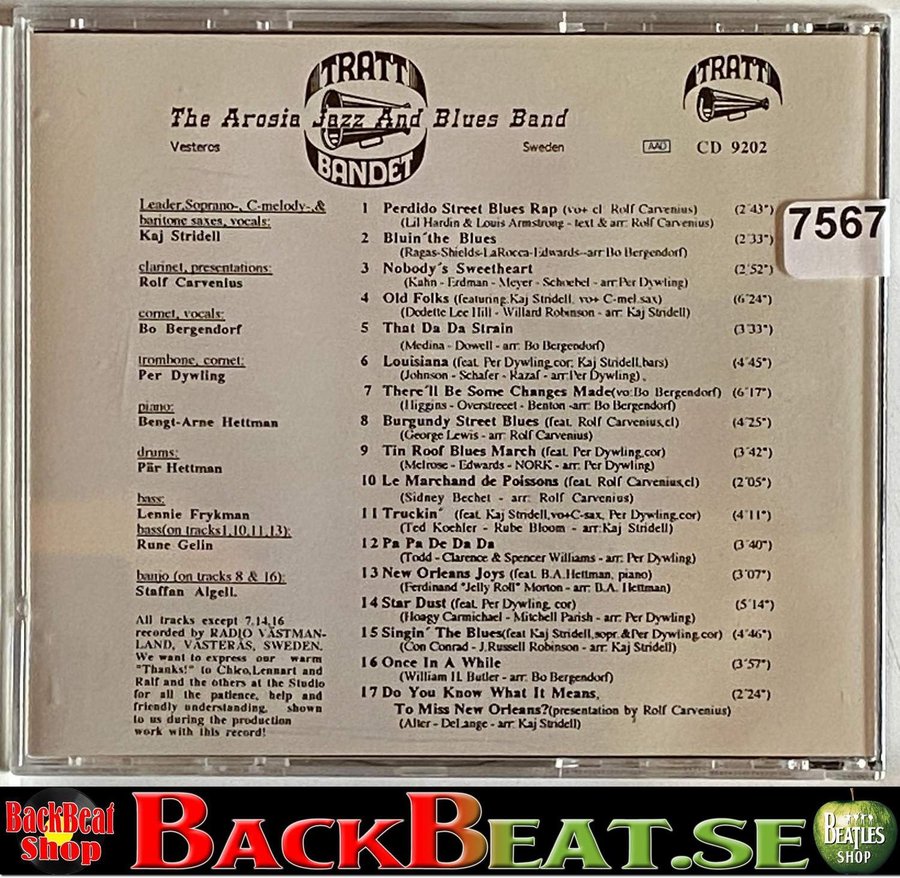 TRATT
The Arosia Jazz And Blues Band
Vesteros
Sweden
BANDET
TRATT
AAD
CD 9202
7567
Leader,Soprano-, C-melody-,&
baritone saxes, vocals:
Kaj Stridell
clarinet, presentations:
Rolf Carvenius
cornet, vocals:
Bo Bergendorf
trombone, cornet:
Per Dywling
piano:
Bengt-Arne Hettman
drums:
Pär Hettman
bass:
Lennie Frykman
bass(on tracks1,10,11,13):
Rune Gelin
banjo (on tracks 8 & 16):
Staffan Algell.
All tracks except 7,14,16
recorded by RADIO VÄSTMAN-
LAND, VÄSTERÅS, SWEDEN.
We want to express our warm
"Thanks!" to Chico,Lennart and
Ralf and the others at the Studio
for all the patience, help and
friendly understanding, shown
to us during the production
work with this record!
1 Perdido Street Blues Rap (vo+ cl Rolf Carvenius) (2´43")
(Lil Hardin & Louis Armstrong - text & arr: Rolf Carvenius)
2 Bluin´the Blues (2´33")
(Ragas-Shields-LaRocca-Edwards--arr:Bo Bergendorf)
3 Nobody´s Sweetheart (2´52")
(Kahn - Erdman - Meyer - Schoebel - arr:Per Dywling)
4 Old Folks (featuring.Kaj Stridell, vo+ C-mel.sax) (6´24")
(Dedette Lee Hill - Willard Robinson - arr: Kaj Stridell)
5 That Da Da Strain (3´33")
(Medina - Dowell - arr: Bo Bergendorf)
6 Louisiana (feat. Per Dywling,cor; Kaj Stridell,bars) (4´45")
(Johnson - Schafer - Razaf - arr:Per Dywling)
7 There´ll Be Some Changes Made(vo:Bo Bergendorf) (6´17")
(Higgins - Overstreeet - Benton -arr: Bo Bergendorf)
8 Burgundy Street Blues (feat. Rolf Carvenius,cl) (4´25")
(George Lewis - arr: Rolf Carvenius)
9 Tin Roof Blues March (feat. Per Dywling,cor) (3´42")
(Melrose - Edwards - NORK - arr: Per Dywling)
10 Le Marchand de Poissons (feat. Rolf Carvenius,cl) (2´05")
(Sidney Bechet - arr: Rolf Carvenius)
11 Truckin´ (feat. Kaj Stridell,vo+C-sax, Per Dywling,cor) (4´11")
(Ted Koehler - Rube Bloom - arr:Kaj Stridell)
12 Pa Pa De Da Da (3´40")
(Todd - Clarence & Spencer Williams - arr: Per Dywling)
13 New Orleans Joys (feat. B.A.Hettman, piano) (3´07")
(Ferdinand "Jelly Roll" Morton - arr: B.A. Hettman)
14 Star Dust (feat. Per Dywling, cor) (5´14")
(Hoagy Carmichael - Mitchell Parish - arr: Per Dywling)
15 Singin´ The Blues(feat Kaj Stridell,sopr.&Per Dywling,cor) (4´46")
(Con Conrad - J.Russell Robinson - arr: Kaj Stridell)
16 Once In A While (3´57")
(William H. Butler - arr: Bo Bergendorf)
17 Do You Know What It Means, (2´24")
To Miss New Orleans?(presentation by Rolf Carvenius)
(Alter - DeLange - arr: Kaj Stridell)
BackBeat
Shop
BACKBEAT.SE
BEATLES
SHOP